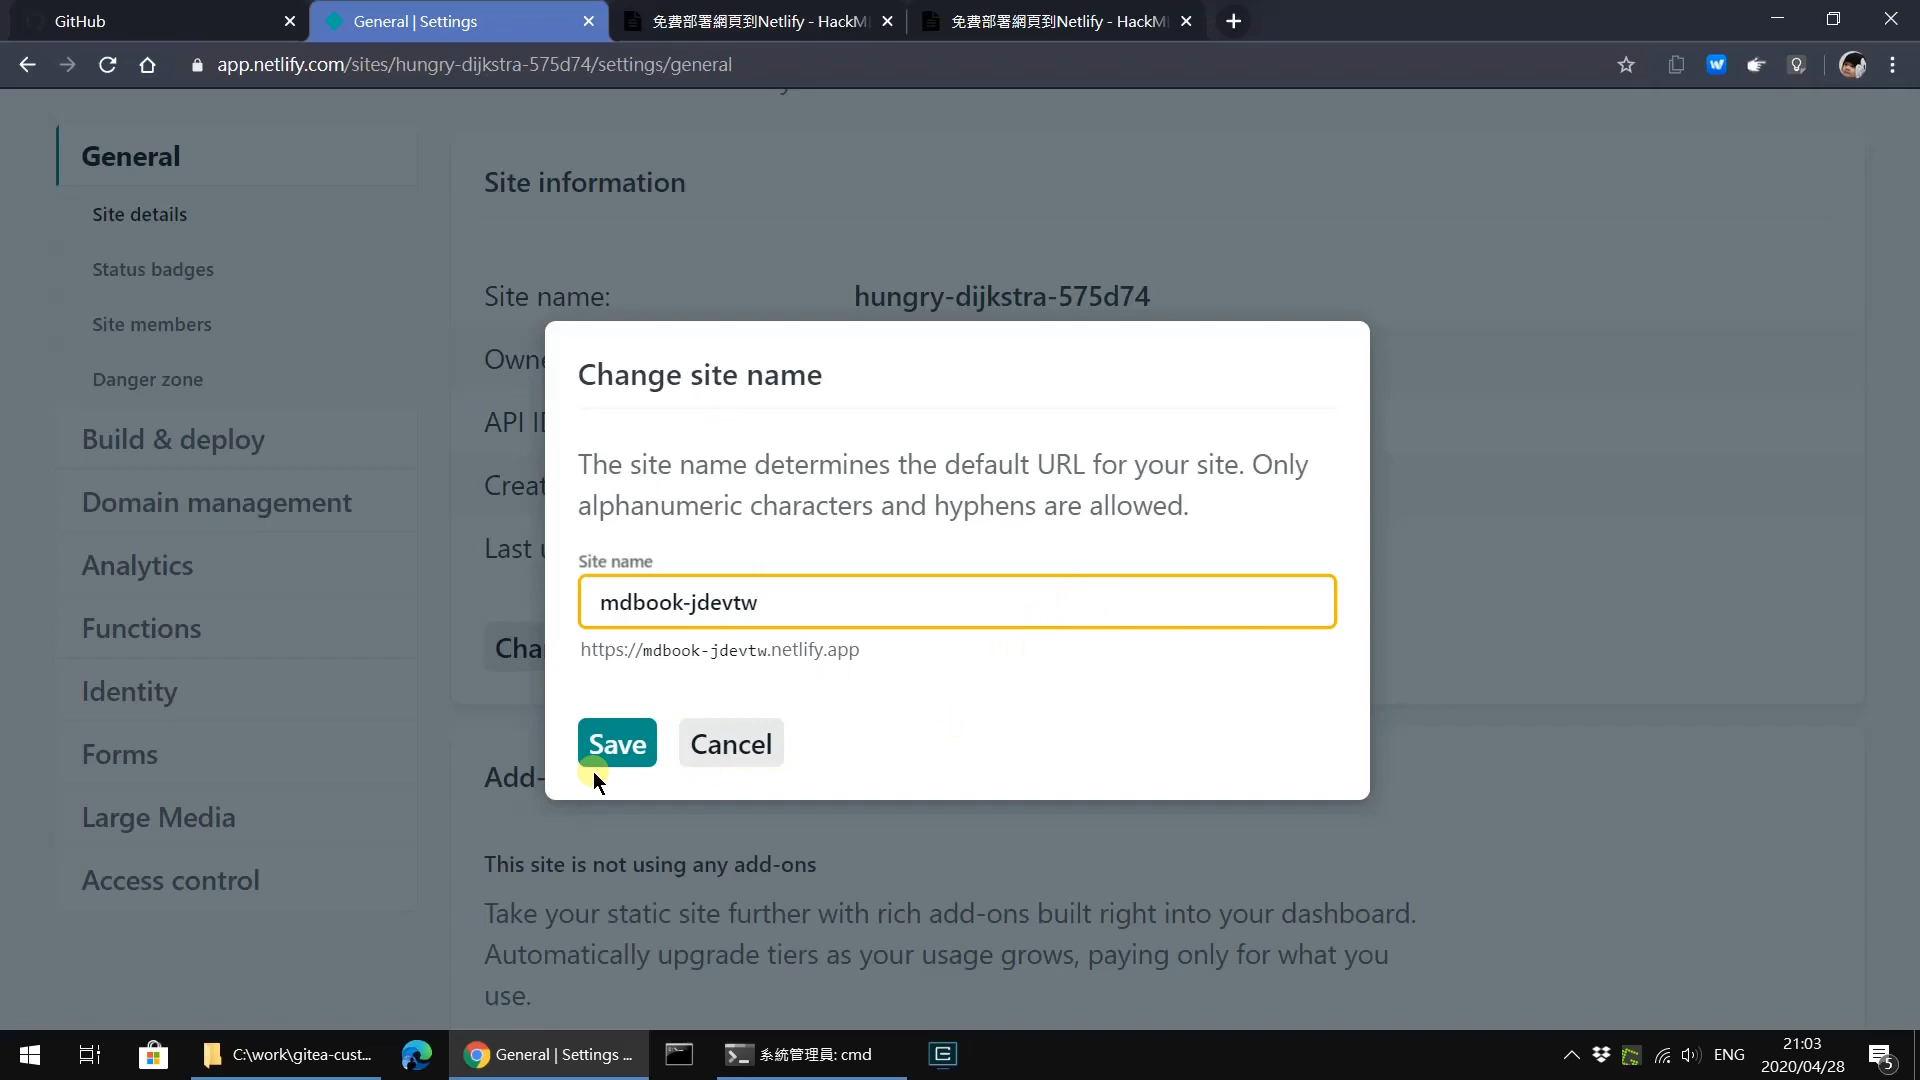 GitHub
General | Settings
免費部署網頁到Netlify - HackM
免費部署網頁到Netlify - HackM
app.netlify.com/sites/hungry-dijkstra-575d74/settings/general
General
Site details
Status badges
Site members
Danger zone
Build & deploy
Domain management
Analytics
Functions
Identity
Forms
Large Media
Access control
Site information
Site name:
hungry-dijkstra-575d74
Owne
API I
Creat
Last u
Cha
Change site name
The site name determines the default URL for your site. Only
alphanumeric characters and hyphens are allowed.
Site name
mdbook-jdevtw
https://mdbook-jdevtw.netlify.app
Save
Cancel
Add-
This site is not using any add-ons
Take your static site further with rich add-ons built right into your dashboard.
Automatically upgrade tiers as your usage grows, paying only for what you
use.
C:\work\gitea-cust...
General | Settings ...
系統管理員: cmd
ENG
21:03
2020/04/28
5